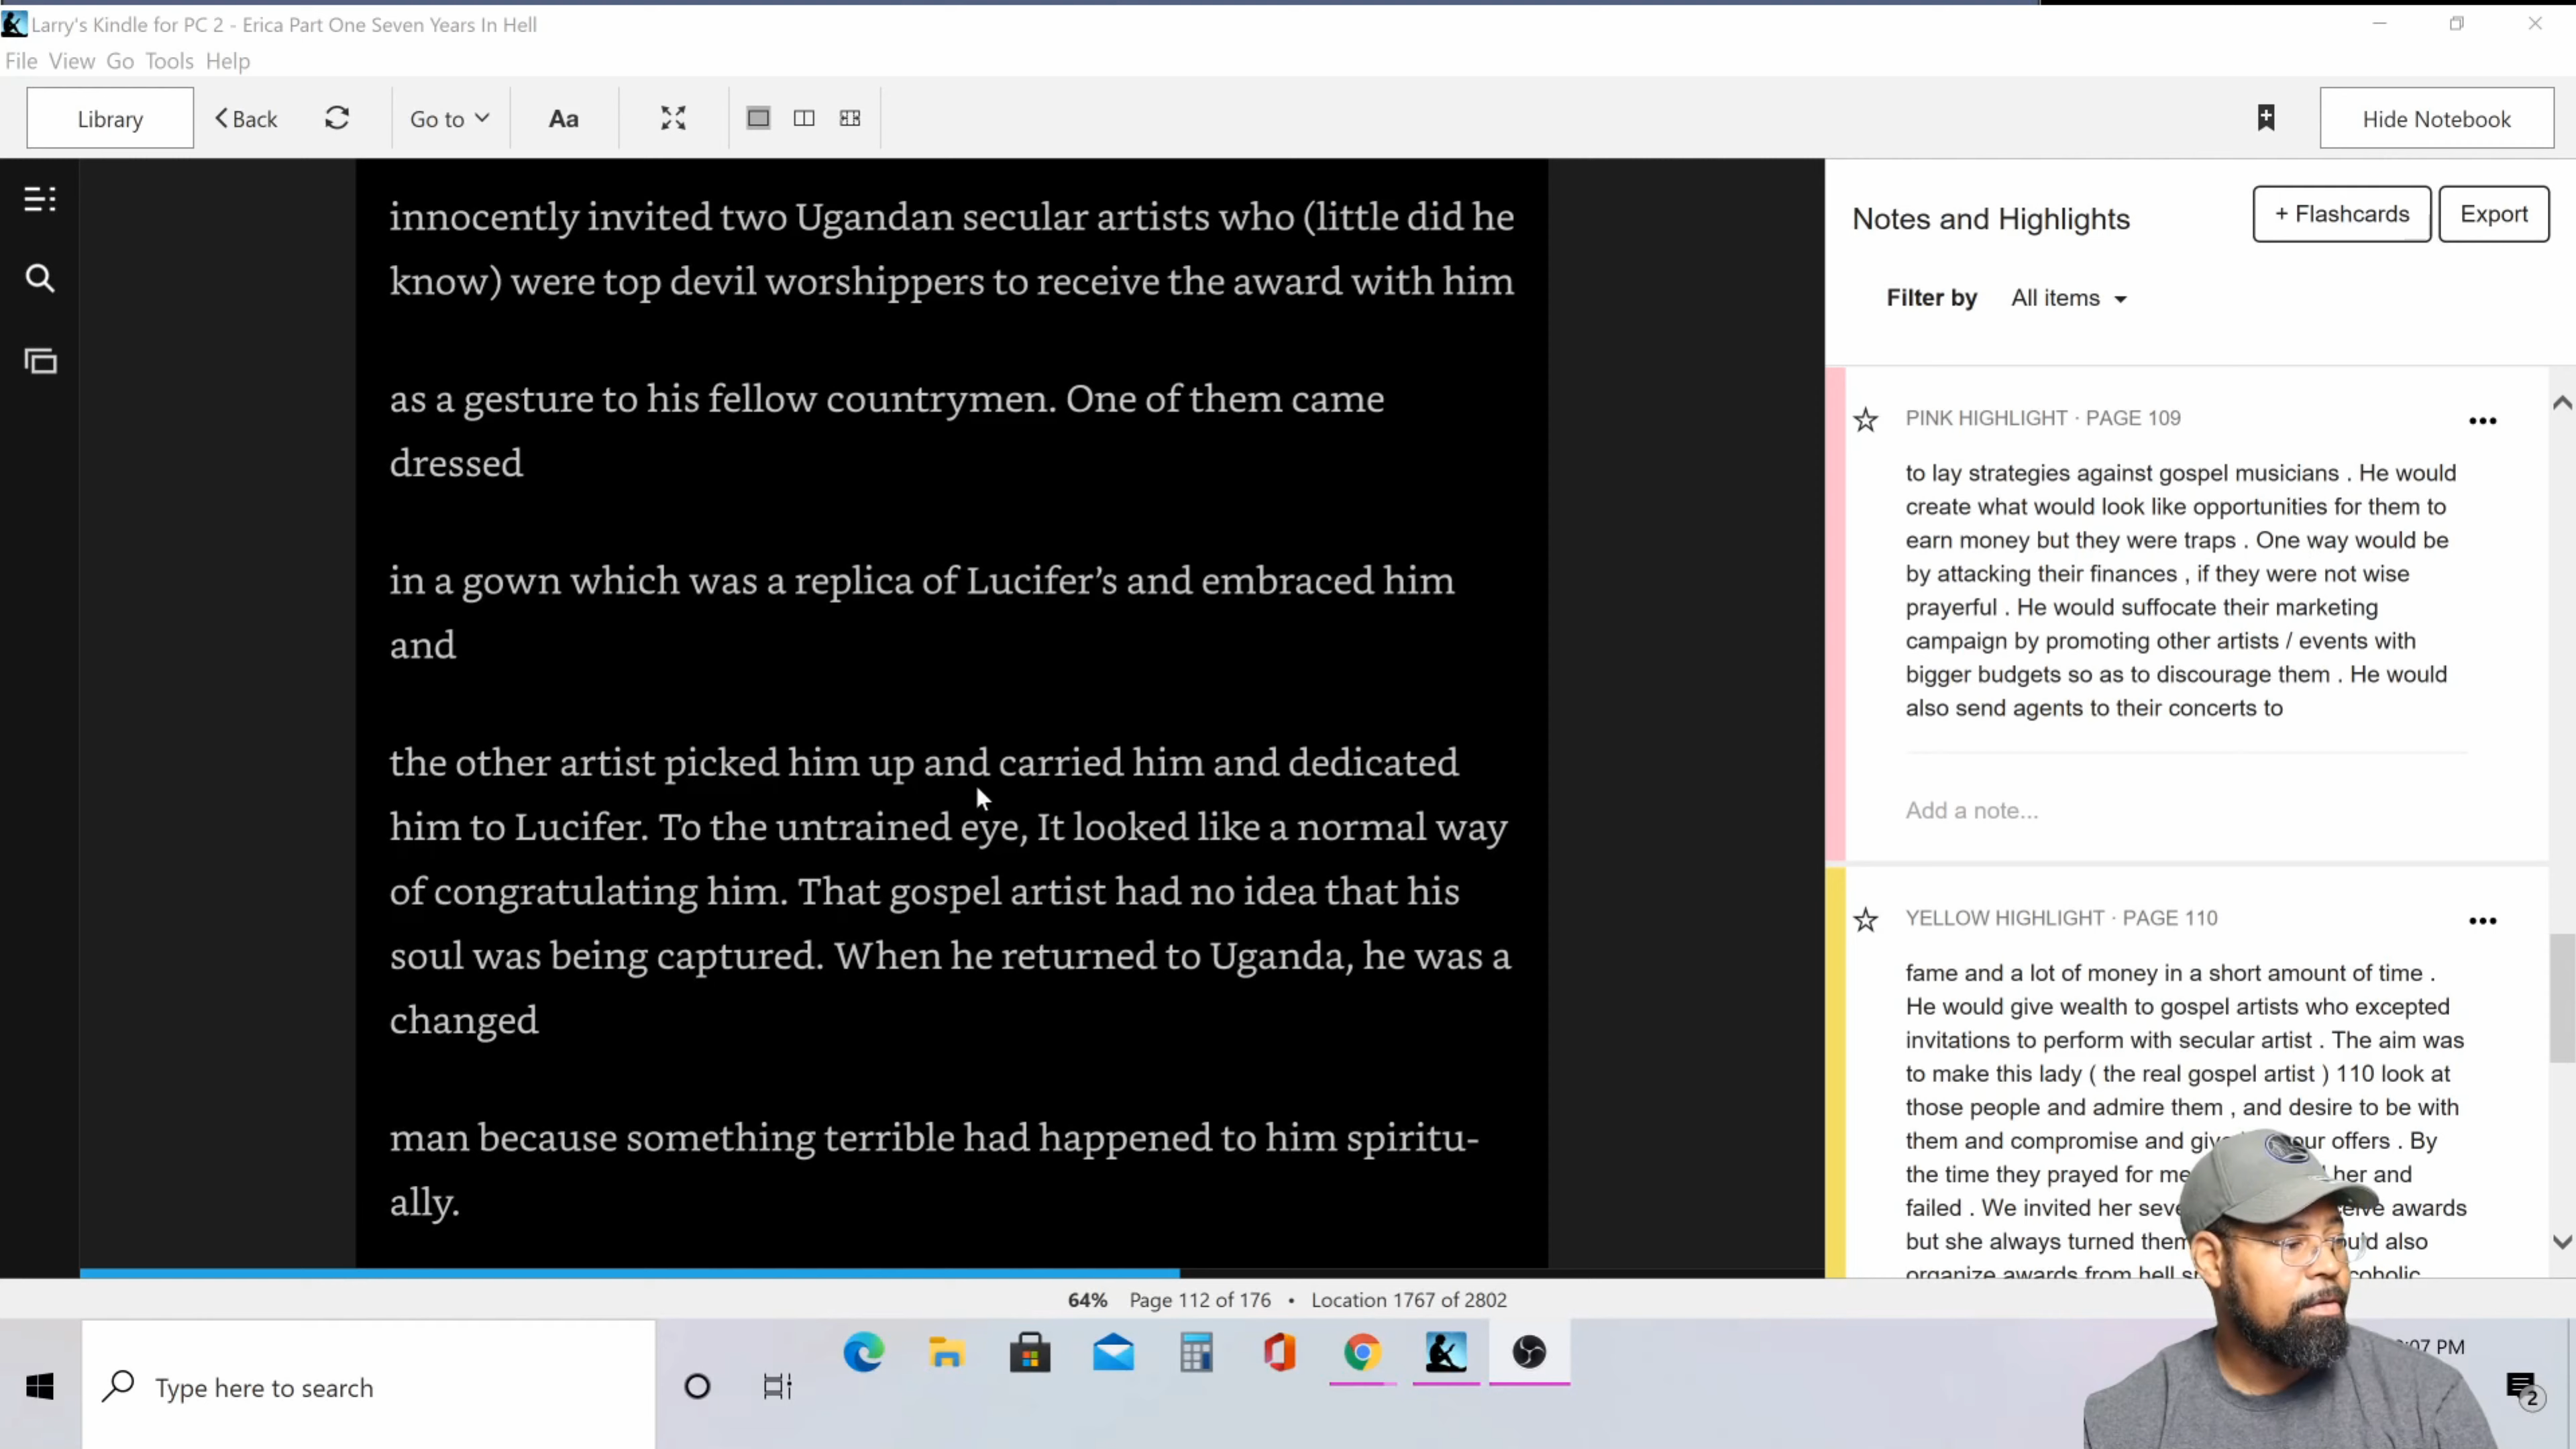 Larry's Kindle for PC 2 - Erica Part One Seven Years In Hell
File View Go Tools Help
Library
Back
Go to
Aa
Hide Notebook
innocently invited two Ugandan secular artists who (little did he
know) were top devil worshippers to receive the award with him
as a gesture to his fellow countrymen. One of them came
dressed
in a gown which was a replica of Lucifer's and embraced him
and
the other artist picked him up and carried him and dedicated
him to Lucifer. To the untrained eye, It looked like a normal way
of congratulating him. That gospel artist had no idea that his
soul was being captured. When he returned to Uganda, he was a
changed
man because something terrible had happened to him spiritu-
ally.
Notes and Highlights
+ Flashcards
Export
Filter by All items
PINK HIGHLIGHT · PAGE 109
to lay strategies against gospel musicians . He would
create what would look like opportunities for them to
earn money but they were traps . One way would be
by attacking their finances , if they were not wise
prayerful . He would suffocate their marketing
campaign by promoting other artists / events with
bigger budgets so as to discourage them . He would
also send agents to their concerts to
Add a note...
YELLOW HIGHLIGHT · PAGE 110
fame and a lot of money in a short amount of time .
He would give wealth to gospel artists who excepted
invitations to perform with secular artist . The aim was
to make this lady ( the real gospel artist ) 110 look at
those people and admire them , and desire to be with
them and compromise and offers . By
the time they prayed for her and
failed . We invited her awards
but she always turned also
organize awards from hell
64% Page 112 of 176 • Location 1767 of 2802
Type here to search
07 PM
2